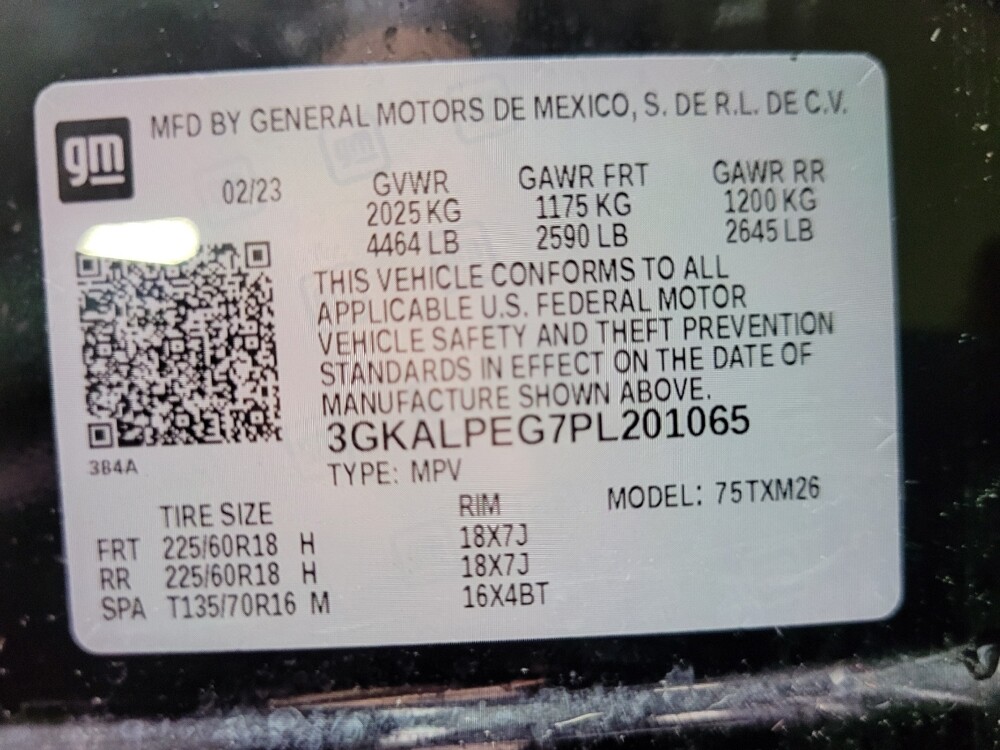 MFD BY GENERAL MOTORS DE MEXICO, S. DE R.L. DE C.V.
gm
02/23
GVWR GAWR FRT GAWR RR
2025 KG 1175 KG 1200 KG
4464 LB 2590 LB 2645 LB
THIS VEHICLE CONFORMS TO ALL
APPLICABLE U.S. FEDERAL MOTOR
VEHICLE SAFETY AND THEFT PREVENTION
STANDARDS IN EFFECT ON THE DATE OF
MANUFACTURE SHOWN ABOVE.
3GKALPEG7PL201065
384A
TYPE: MPV
TIRE SIZE RIM MODEL: 75TXM26
FRT 225/60R18 H 18X7J
RR 225/60R18 H 18X7J
SPA T135/70R16 M 16X4BT